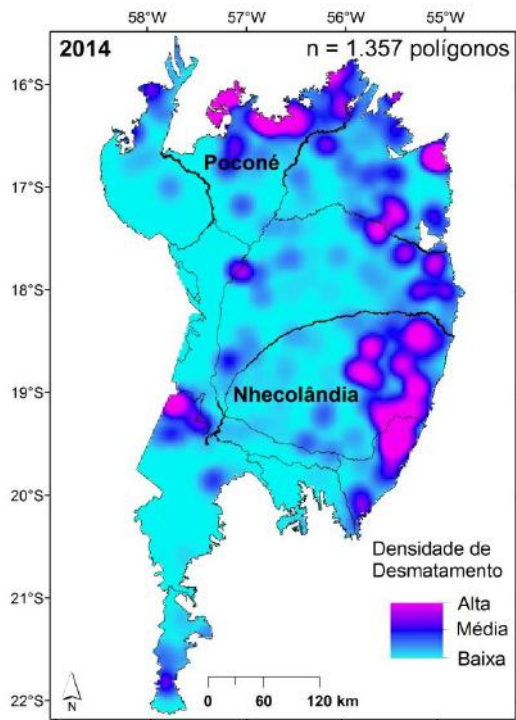 58°W 57°W 56°W 55°W
2014 n = 1.357 polígonos
16°S
Poconé
17°S
18°S
Nhecolândia
19°S
20°S
Densidade de
Desmatamento
21°S
Alta
Média
Baixa
22°S
N
0 60 120 km